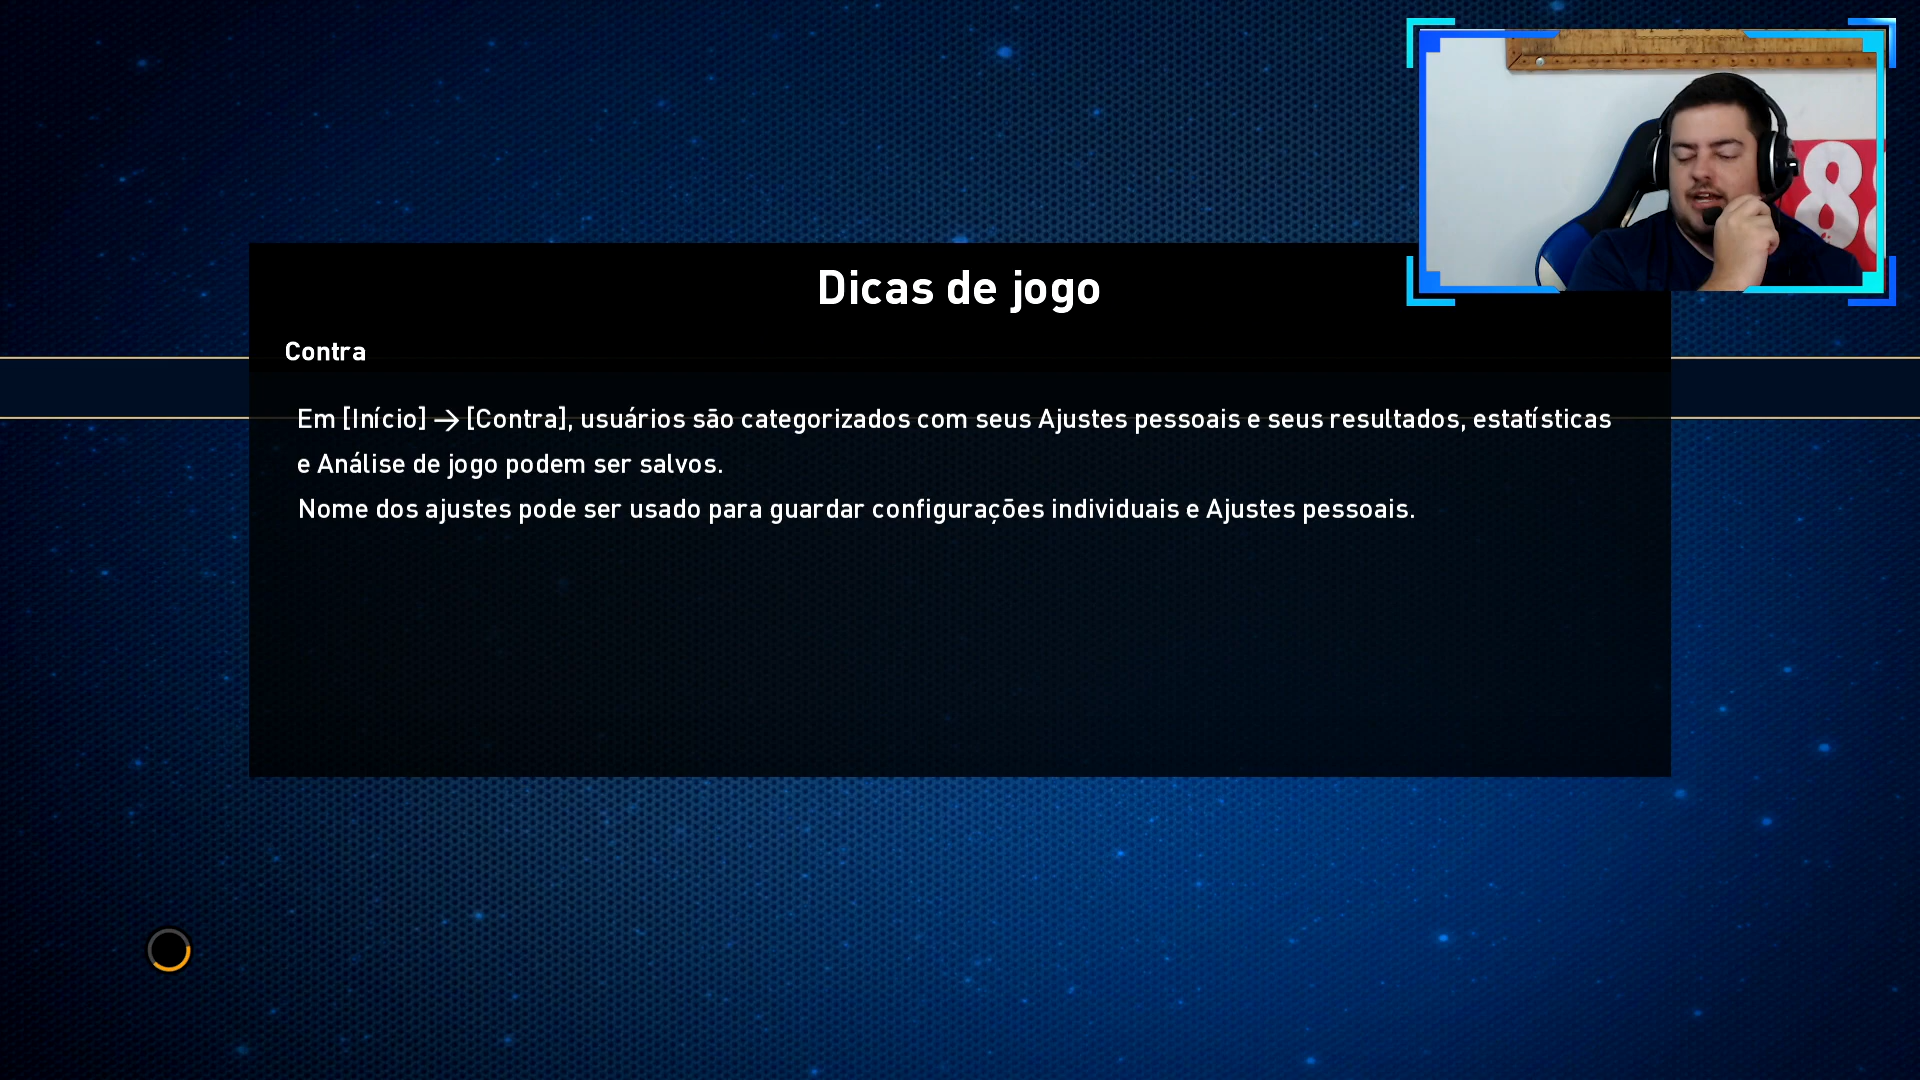 Dicas de jogo
Contra
Em [Início] → [Contra], usuários são categorizados com seus Ajustes pessoais e seus resultados, estatísticas
e Análise de jogo podem ser salvos.
Nome dos ajustes pode ser usado para guardar configurações individuais e Ajustes pessoais.
8